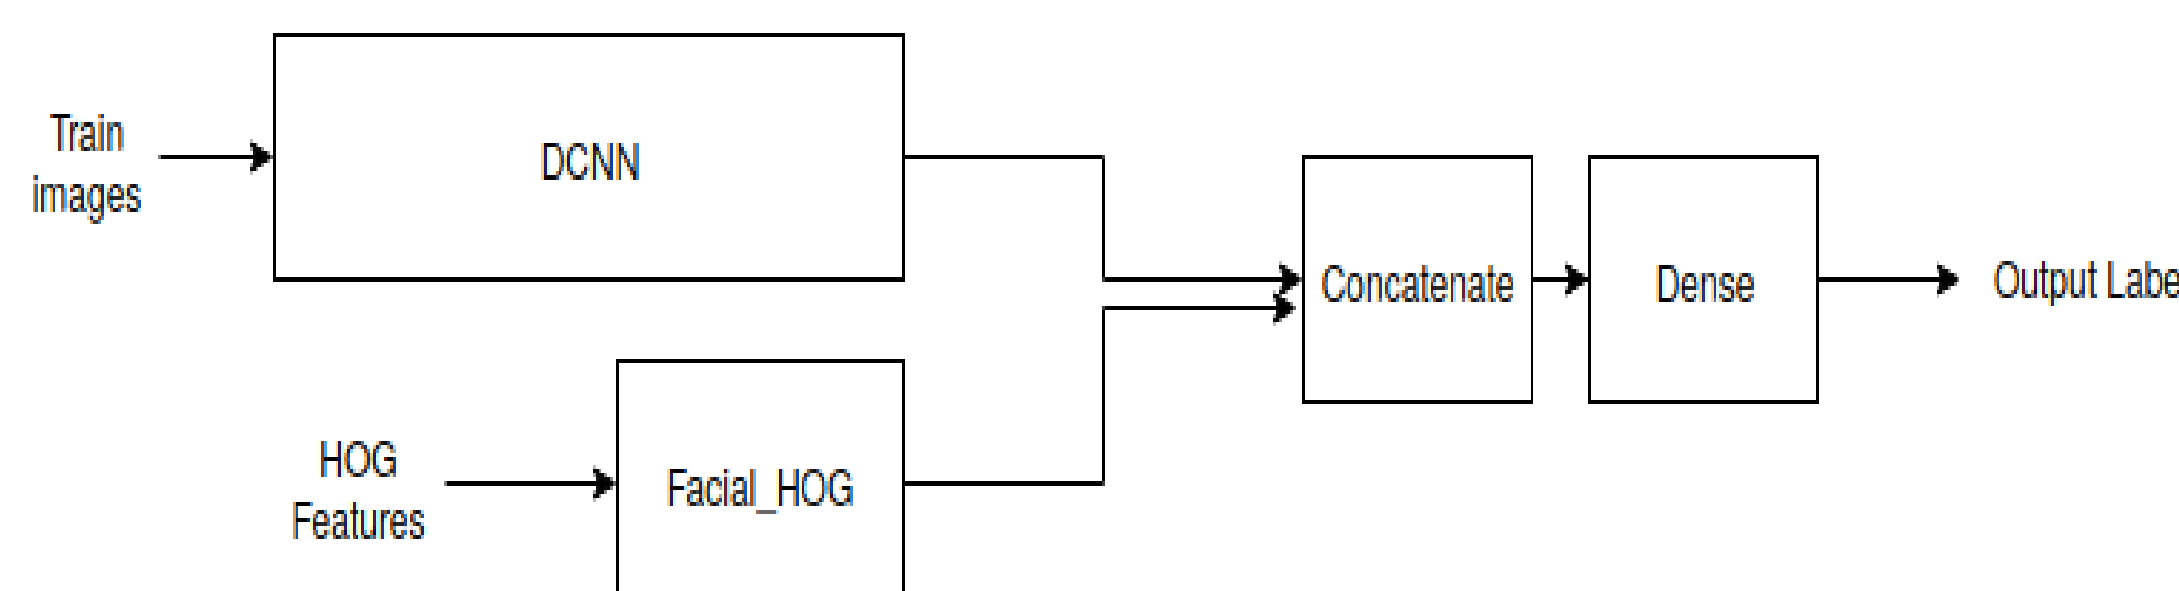 Train
images
DCNN
Concatenate
Dense
Output Labe
HOG
Features
Facial_HOG